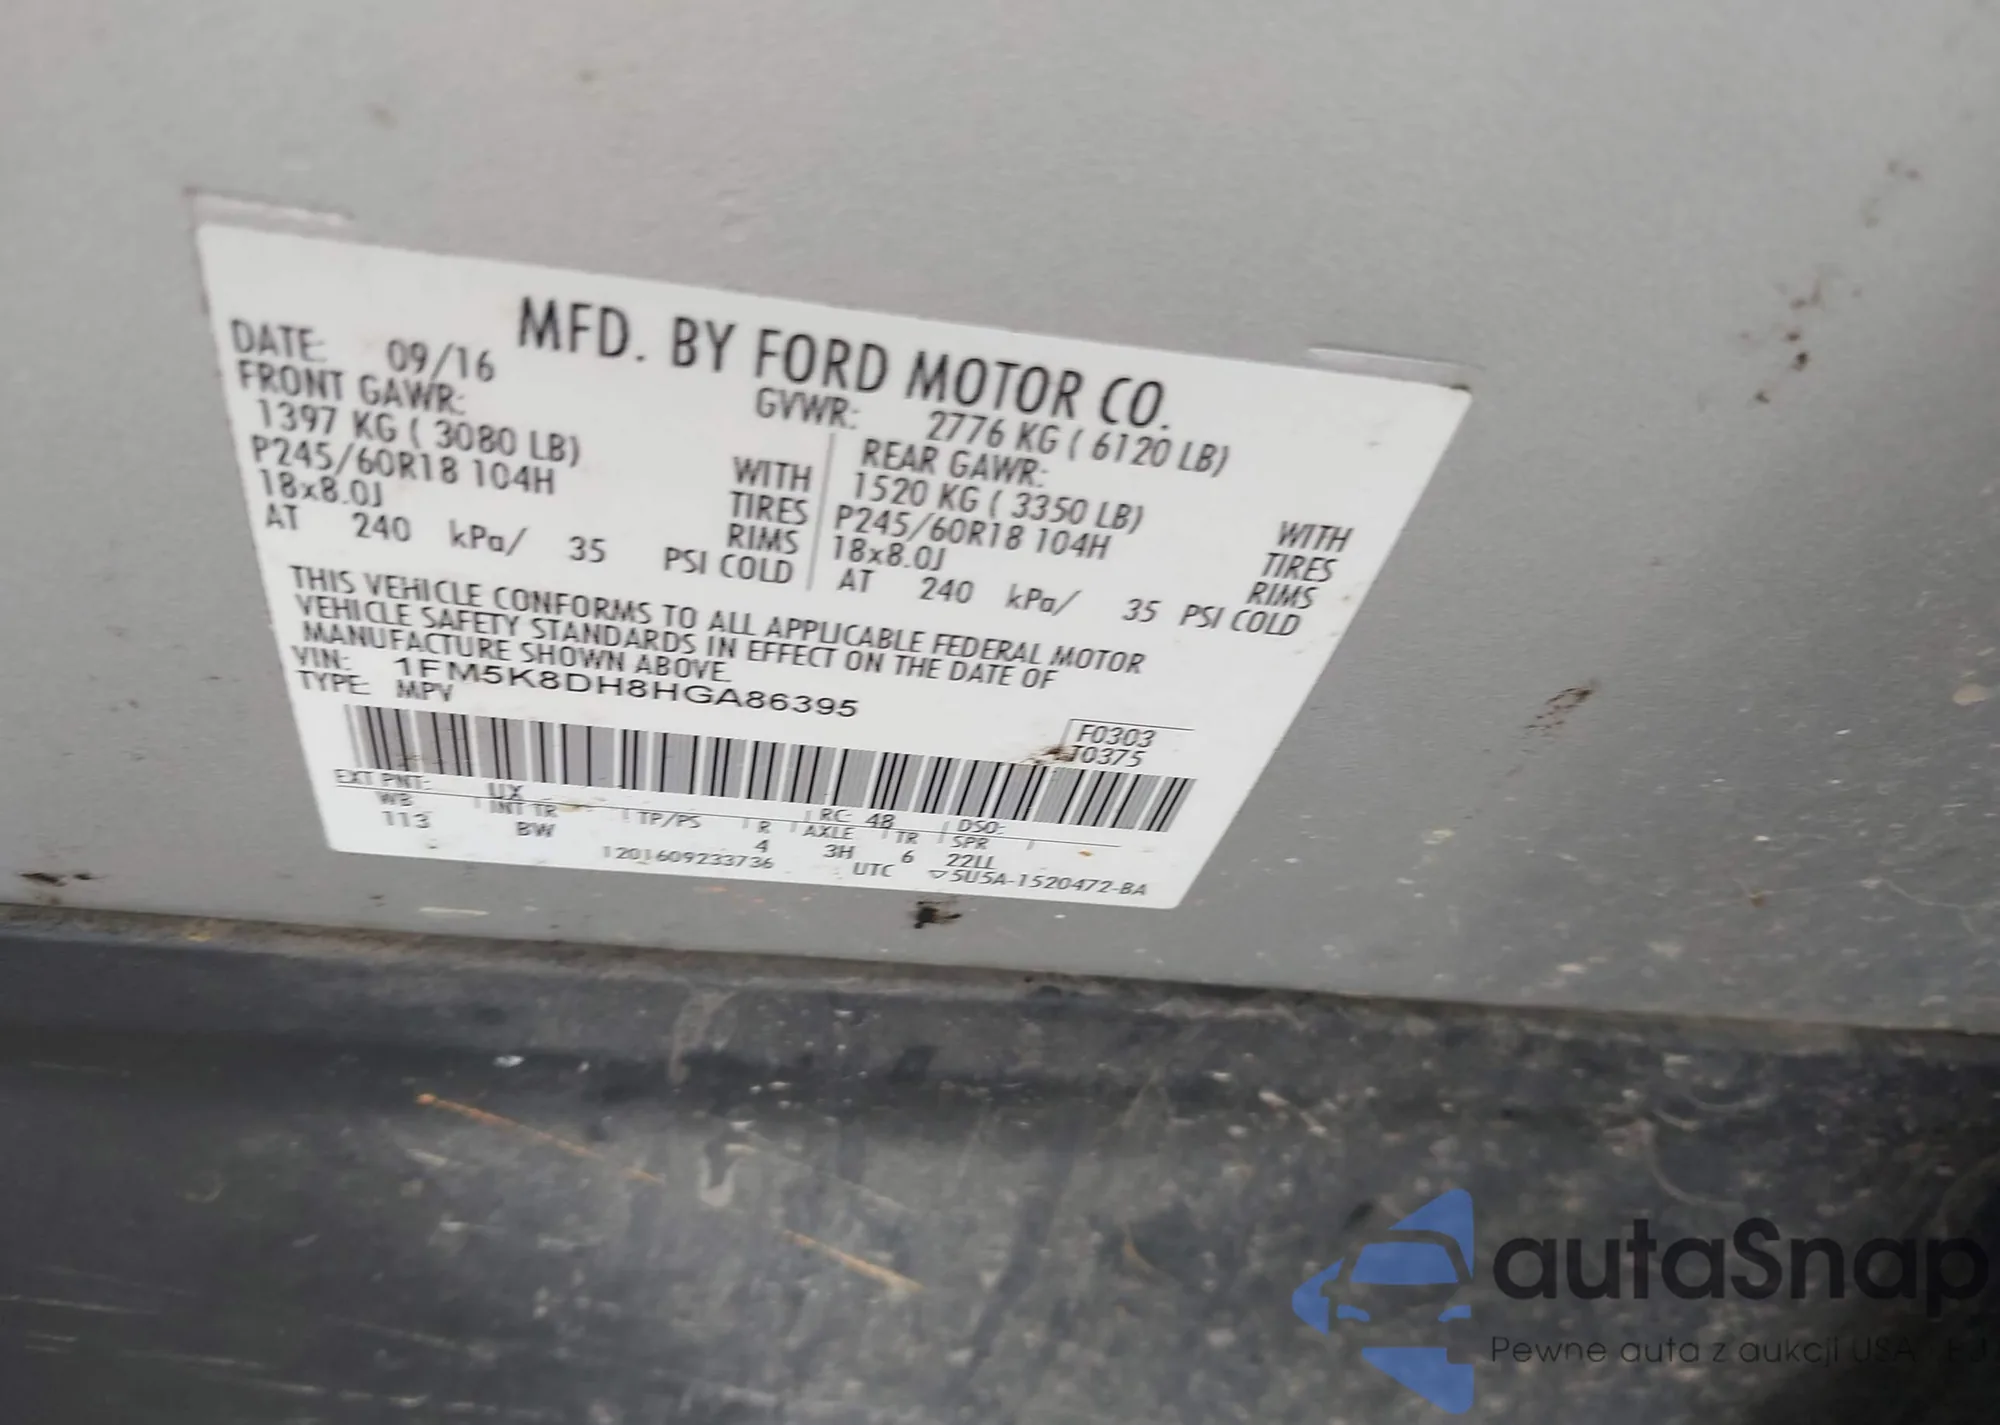 MFD. BY FORD MOTOR CO.
DATE: 09/16 GVWR: 2776 KG ( 6120 LB)
FRONT GAWR: REAR GAWR:
1397 KG ( 3080 LB) WITH 1520 KG ( 3350 LB) WITH
P245/60R18 104H TIRES P245/60R18 104H TIRES
18x8.0J RIMS 18x8.0J RIMS
AT 240 kPa/ 35 PSI COLD AT 240 kPa/ 35 PSI COLD
THIS VEHICLE CONFORMS TO ALL APPLICABLE FEDERAL MOTOR
VEHICLE SAFETY STANDARDS IN EFFECT ON THE DATE OF
MANUFACTURE SHOWN ABOVE.
VIN: 1FM5K8DH8HGA86395
TYPE: MPV
F0303
T0375
EXT PNT: UX RC: 48 DSO:
WB INT TR TP/PS R AXLE TR SPR
113 BW 4 3H 6 22LL
1201609233736 UTC ▽5U5A-1520472-BA
autaSnap
Pewne auta z aukcji USA